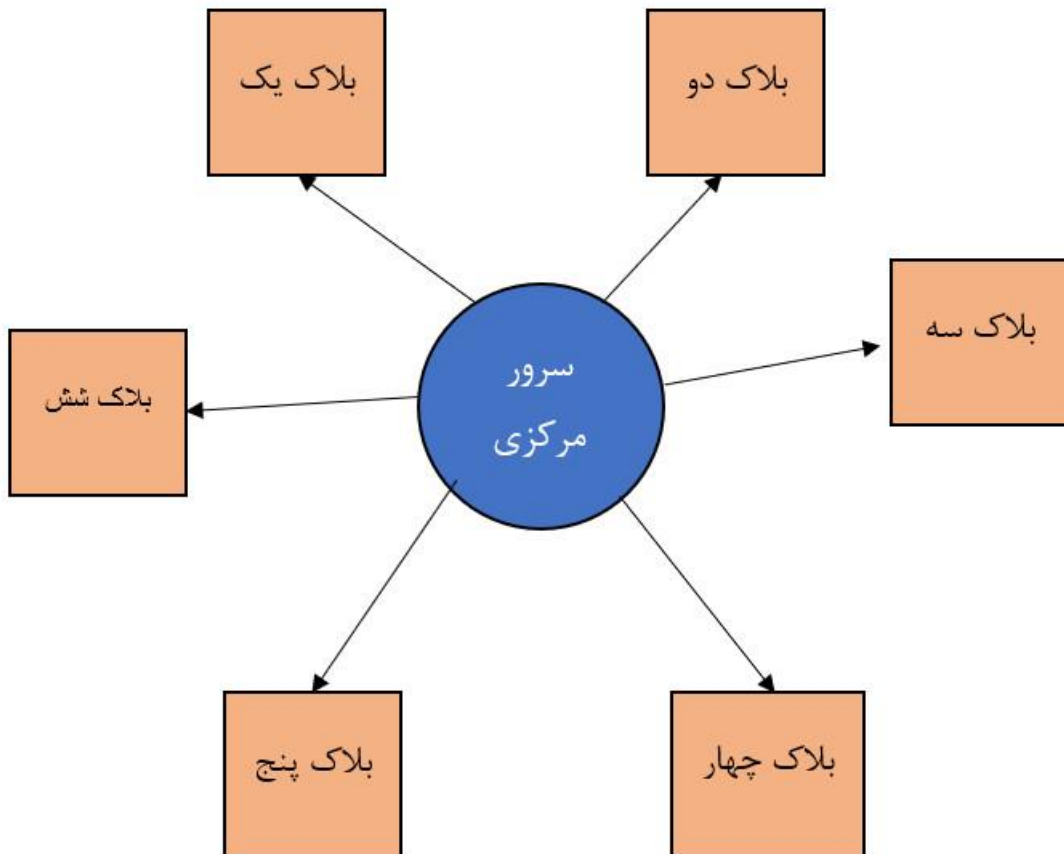 بلاک یک
بلاک دو
بلاک سه
سرور
مرکزی
بلاک شش
بلاک پنج
بلاک چهار